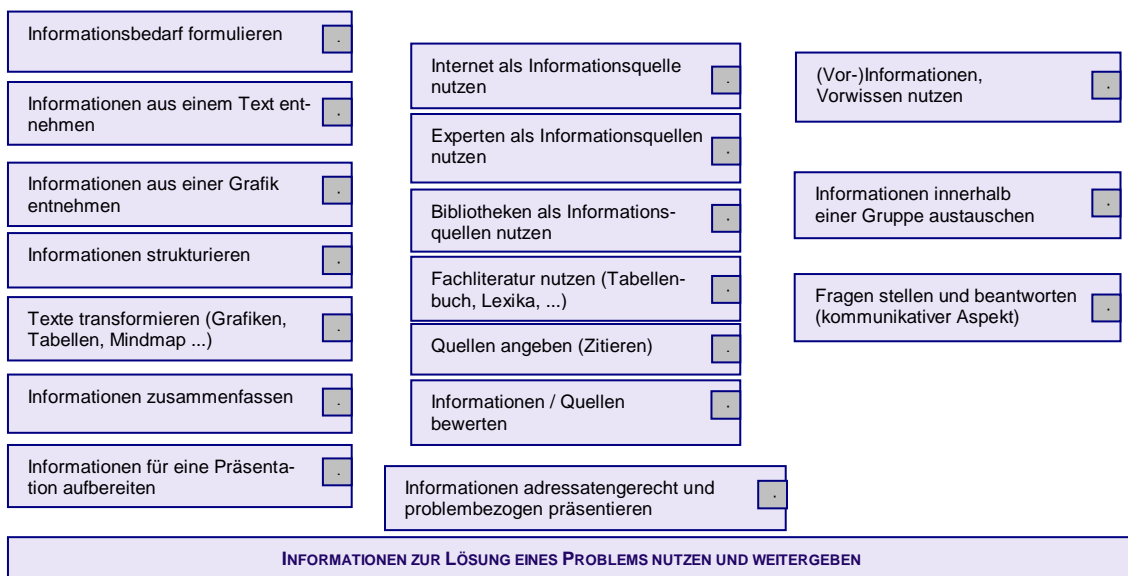 Informationsbedarf formulieren
.
Informationen aus einem Text ent-
nehmen
.
Informationen aus einer Grafik
entnehmen
.
Informationen strukturieren
.
Texte transformieren (Grafiken,
Tabellen, Mindmap ...)
.
Informationen zusammenfassen
.
Informationen für eine Präsenta-
tion aufbereiten
.
Internet als Informationsquelle
nutzen
.
Experten als Informationsquellen
nutzen
.
Bibliotheken als Informations-
quellen nutzen
.
Fachliteratur nutzen (Tabellen-
buch, Lexika, ...)
.
Quellen angeben (Zitieren)
.
Informationen / Quellen
bewerten
.
Informationen adressatengerecht und
problembezogen präsentieren
.
(Vor-)Informationen,
Vorwissen nutzen
.
Informationen innerhalb
einer Gruppe austauschen
.
Fragen stellen und beantworten
(kommunikativer Aspekt)
.
INFORMATIONEN ZUR LÖSUNG EINES PROBLEMS NUTZEN UND WEITERGEBEN